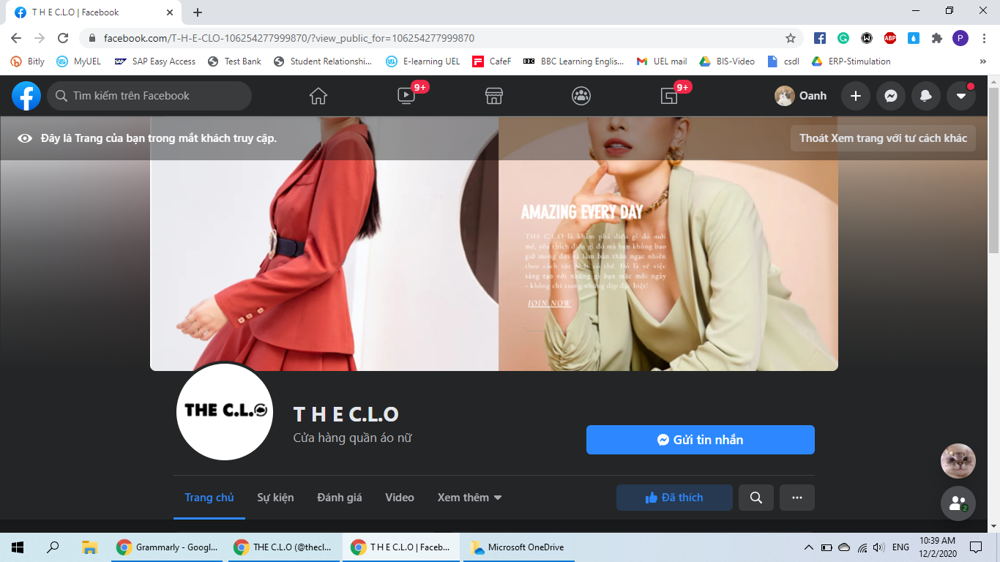 T H E C.L.O | Facebook
facebook.com/T-H-E-CLO-106254277999870/?view_public_for=106254277999870
ABP
P
Bitly
MyUEL
SAP Easy Access
Test Bank
Student Relationshi...
E-learning UEL
CafeF
BBC Learning Englis...
UEL mail
BIS-Video
csdl
ERP-Stimulation
»
Tìm kiếm trên Facebook
9+
9+
Oanh
Đây là Trang của bạn trong mắt khách truy cập.
Thoát Xem trang với tư cách khác
AMAZING EVERY DAY
THE C.L.O là khám phá điều gì đó mới
mẻ, yêu thích điều gì đó mà bạn không bao
giờ mong đợi và làm bản thân ngạc nhiên
theo cách tốt nhất có thể. Đó là về việc
sáng tạo với những gì bạn mặc mỗi ngày
- không chỉ trong những dịp đặc biệt!
JOIN NOW
THE C.L.O
T H E C.L.O
Cửa hàng quần áo nữ
Gửi tin nhắn
Trang chủ
Sự kiện
Đánh giá
Video
Xem thêm
Đã thích
2
Grammarly - Googl...
THE C.L.O (@thecl...
T H E C.L.O | Faceb...
Microsoft OneDrive
ENG
10:39 AM
12/2/2020